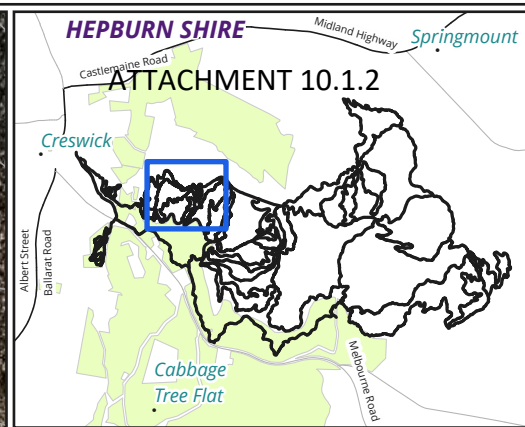 HEPBURN SHIRE
Midland Highway
Springmount
Castlemaine Road
ATTACHMENT 10.1.2
Creswick
Albert Street
Ballarat Road
Melbourne Road
Cabbage
Tree Flat